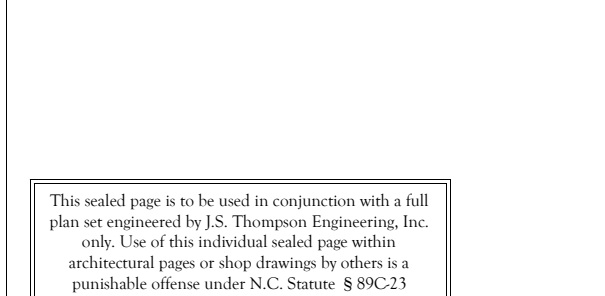 This sealed page is to be used in conjunction with a full
plan set engineered by J.S. Thompson Engineering, Inc.
only. Use of this individual sealed page within
architectural pages or shop drawings by others is a
punishable offense under N.C. Statute § 89C-23